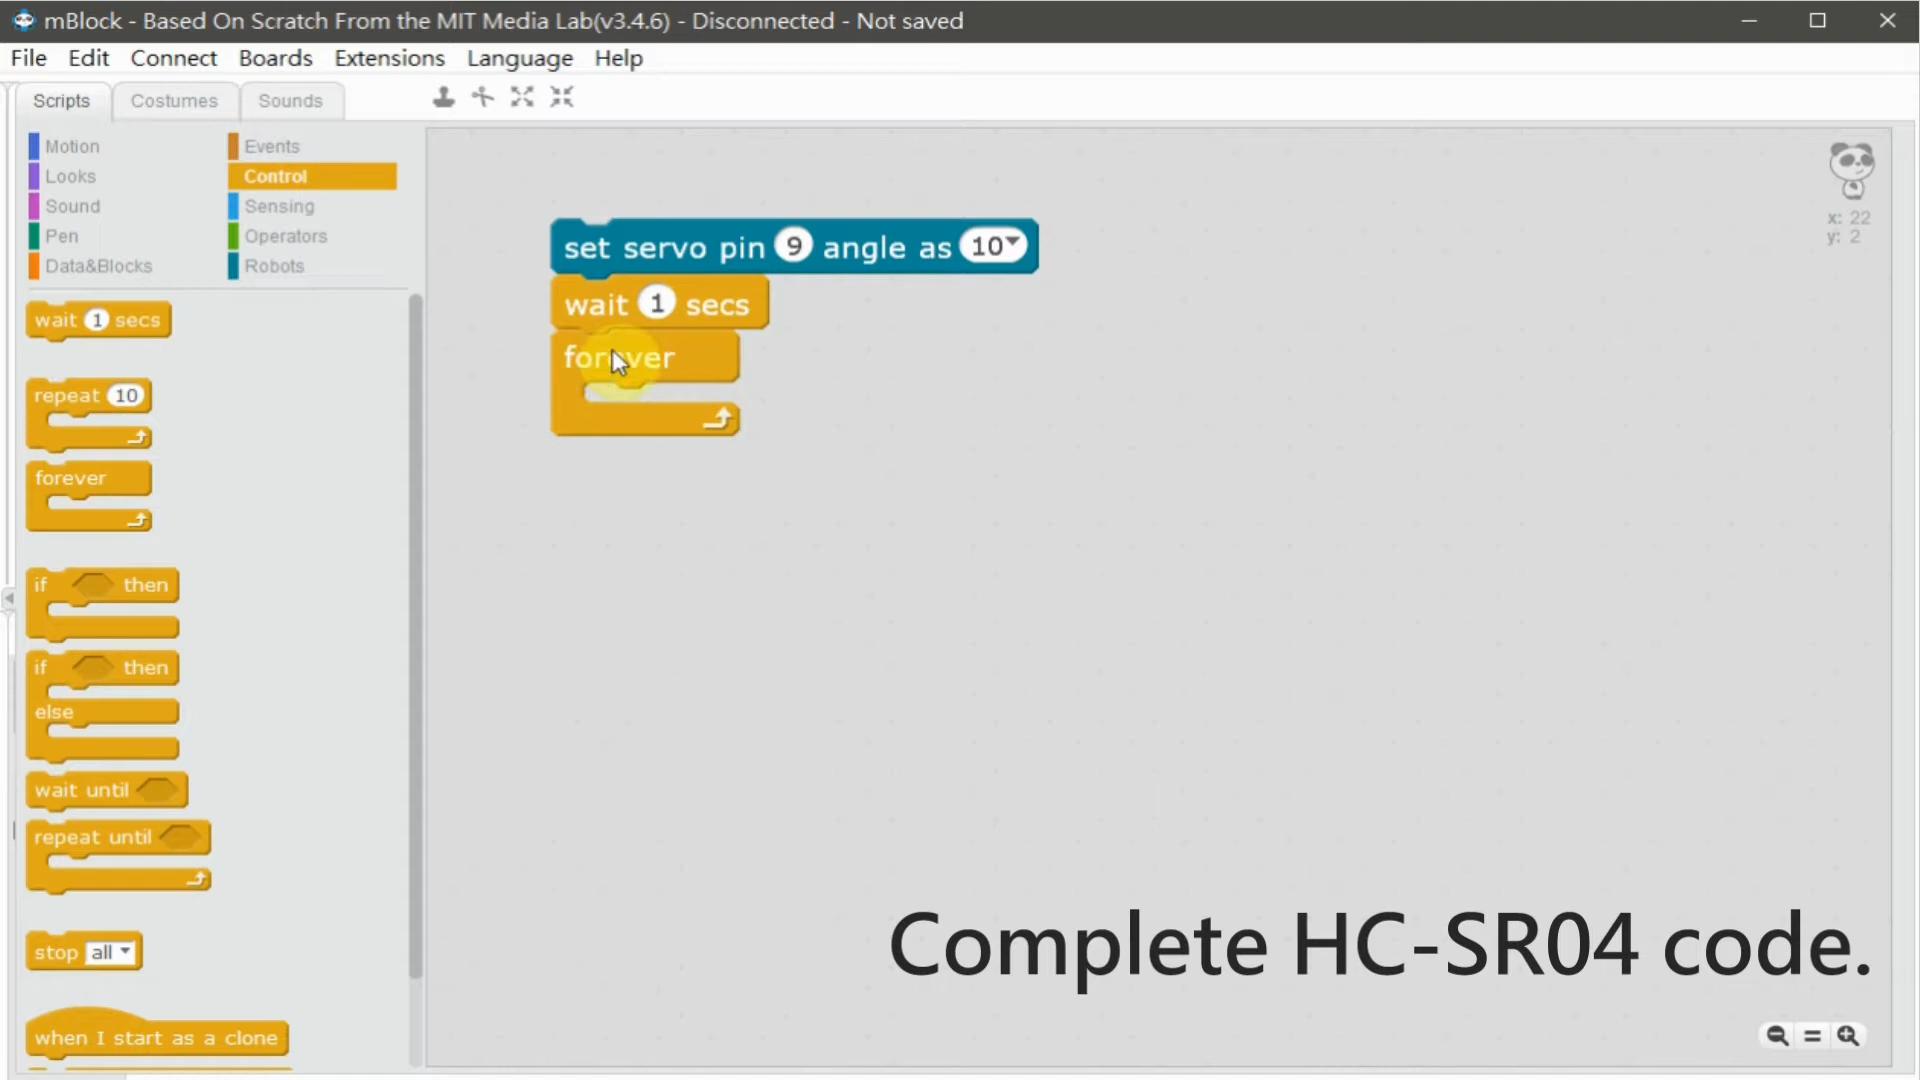 mBlock - Based On Scratch From the MIT Media Lab(v3.4.6) - Disconnected - Not saved
File Edit Connect Boards Extensions Language Help
Scripts Costumes Sounds
Motion Events
Looks Control
Sound Sensing
Pen Operators
Data&Blocks Robots
wait 1 secs
repeat 10
forever
if then
if then
else
wait until
repeat until
stop all
when I start as a clone
set servo pin 9 angle as 10
wait 1 secs
forever
x: 22
y: 2
Complete HC-SR04 code.